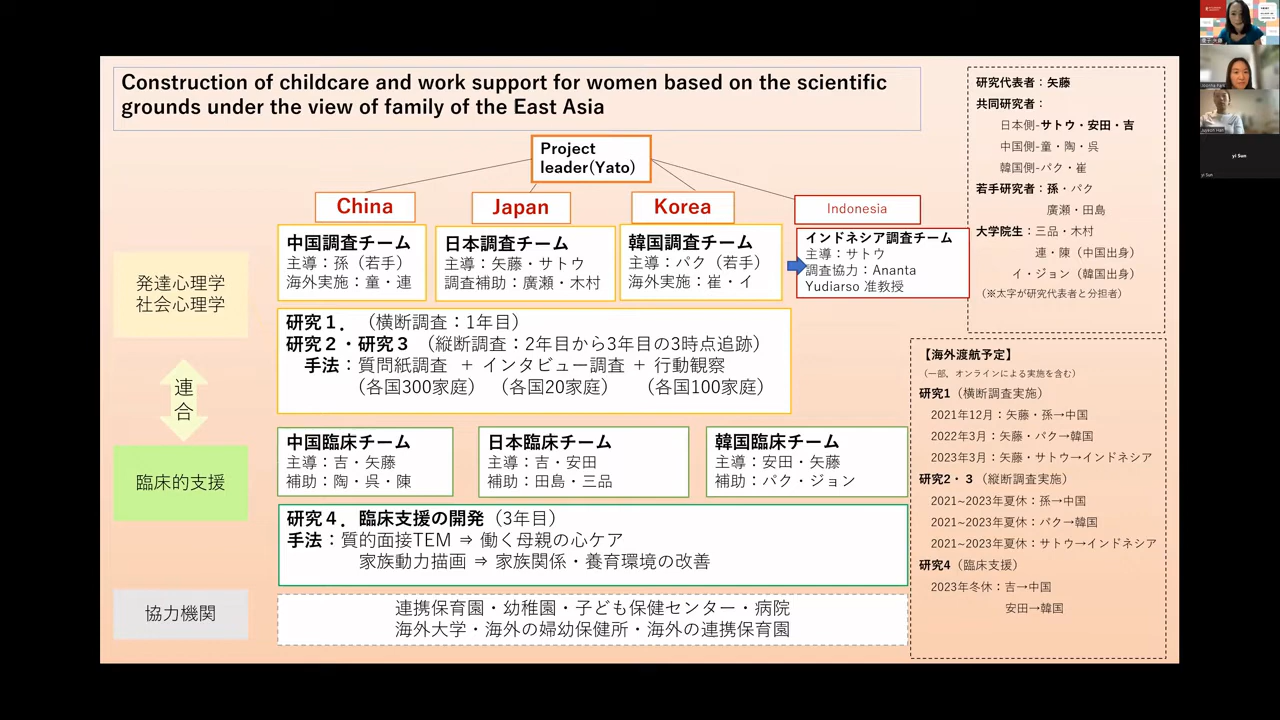 Construction of childcare and work support for women based on the scientific
grounds under the view of family of the East Asia
Project
leader(Yato)
China
Japan
Korea
Indonesia
中国調査チーム
主導：孫（若手）
海外実施：童・連
日本調査チーム
主導：矢藤・サトウ
調査補助：廣瀬・木村
韓国調査チーム
主導：パク（若手）
海外実施：崔・イ
インドネシア調査チーム
主導：サトウ
調査協力：Ananta
Yudiarso 准教授
発達心理学
社会心理学
研究１．（横断調査：1年目）
研究２・研究３（縦断調査：2年目から3年目の3時点追跡）
手法：質問紙調査 ＋ インタビュー調査 ＋ 行動観察
（各国300家庭）（各国20家庭）（各国100家庭）
連
合
臨床的支援
中国臨床チーム
主導：吉・矢藤
補助：陶・呉・陳
日本臨床チーム
主導：吉・安田
補助：田島・三品
韓国臨床チーム
主導：安田・矢藤
補助：パク・ジョン
研究４．臨床支援の開発（3年目）
手法：質的面接TEM ⇒ 働く母親の心ケア
家族動力描画 ⇒ 家族関係・養育環境の改善
協力機関
連携保育園・幼稚園・子ども保健センター・病院
海外大学・海外の婦幼保健所・海外の連携保育園
研究代表者：矢藤
共同研究者：
日本側-サトウ・安田・吉
中国側-童・陶・呉
韓国側-パク・崔
若手研究者：孫・パク
廣瀬・田島
大学院生：三品・木村
連・陳（中国出身）
イ・ジョン（韓国出身）
（※太字が研究代表者と分担者）
【海外渡航予定】
（一部、オンラインによる実施を含む）
研究1（横断調査実施）
2021年12月：矢藤・孫→中国
2022年3月：矢藤・パク→韓国
2023年3月：矢藤・サトウ→インドネシア
研究2・３（縦断調査実施）
2021~2023年夏休：孫→中国
2021~2023年夏休：パク→韓国
2021~2023年夏休：サトウ→インドネシア
研究4（臨床支援）
2023年冬休：吉→中国
安田→韓国
yi Sun
yi Sun